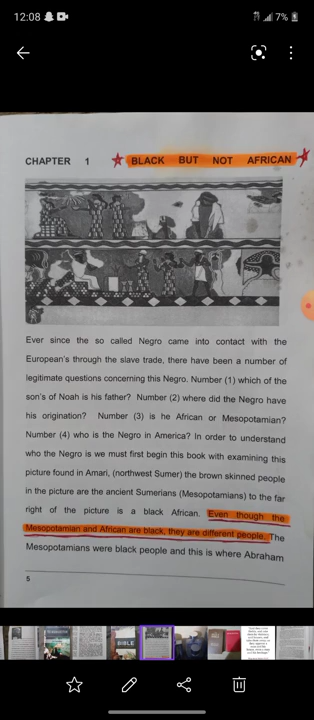 12:08
7%
CHAPTER 1 BLACK BUT NOT AFRICAN
Ever since the so called Negro came into contact with the
European's through the slave trade, there have been a number of
legitimate questions concerning this Negro. Number (1) which of the
son's of Noah is his father? Number (2) where did the Negro have
his origination? Number (3) is he African or Mesopotamian?
Number (4) who is the Negro in America? In order to understand
who the Negro is we must first begin this book with examining this
picture found in Amari, (northwest Sumer) the brown skinned people
in the picture are the ancient Sumerians (Mesopotamians) to the far
right of the picture is a black African. Even though the
Mesopotamian and African are black, they are different people. The
Mesopotamians were black people and this is where Abraham
5
BIBLE